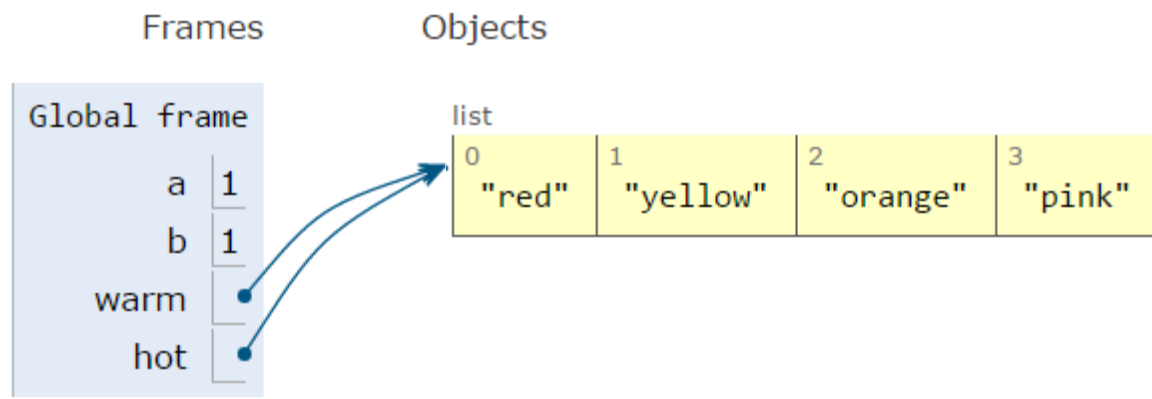 Frames Objects
Global frame
list
0 1 2 3
"red" "yellow" "orange" "pink"
a 1
b 1
warm
hot